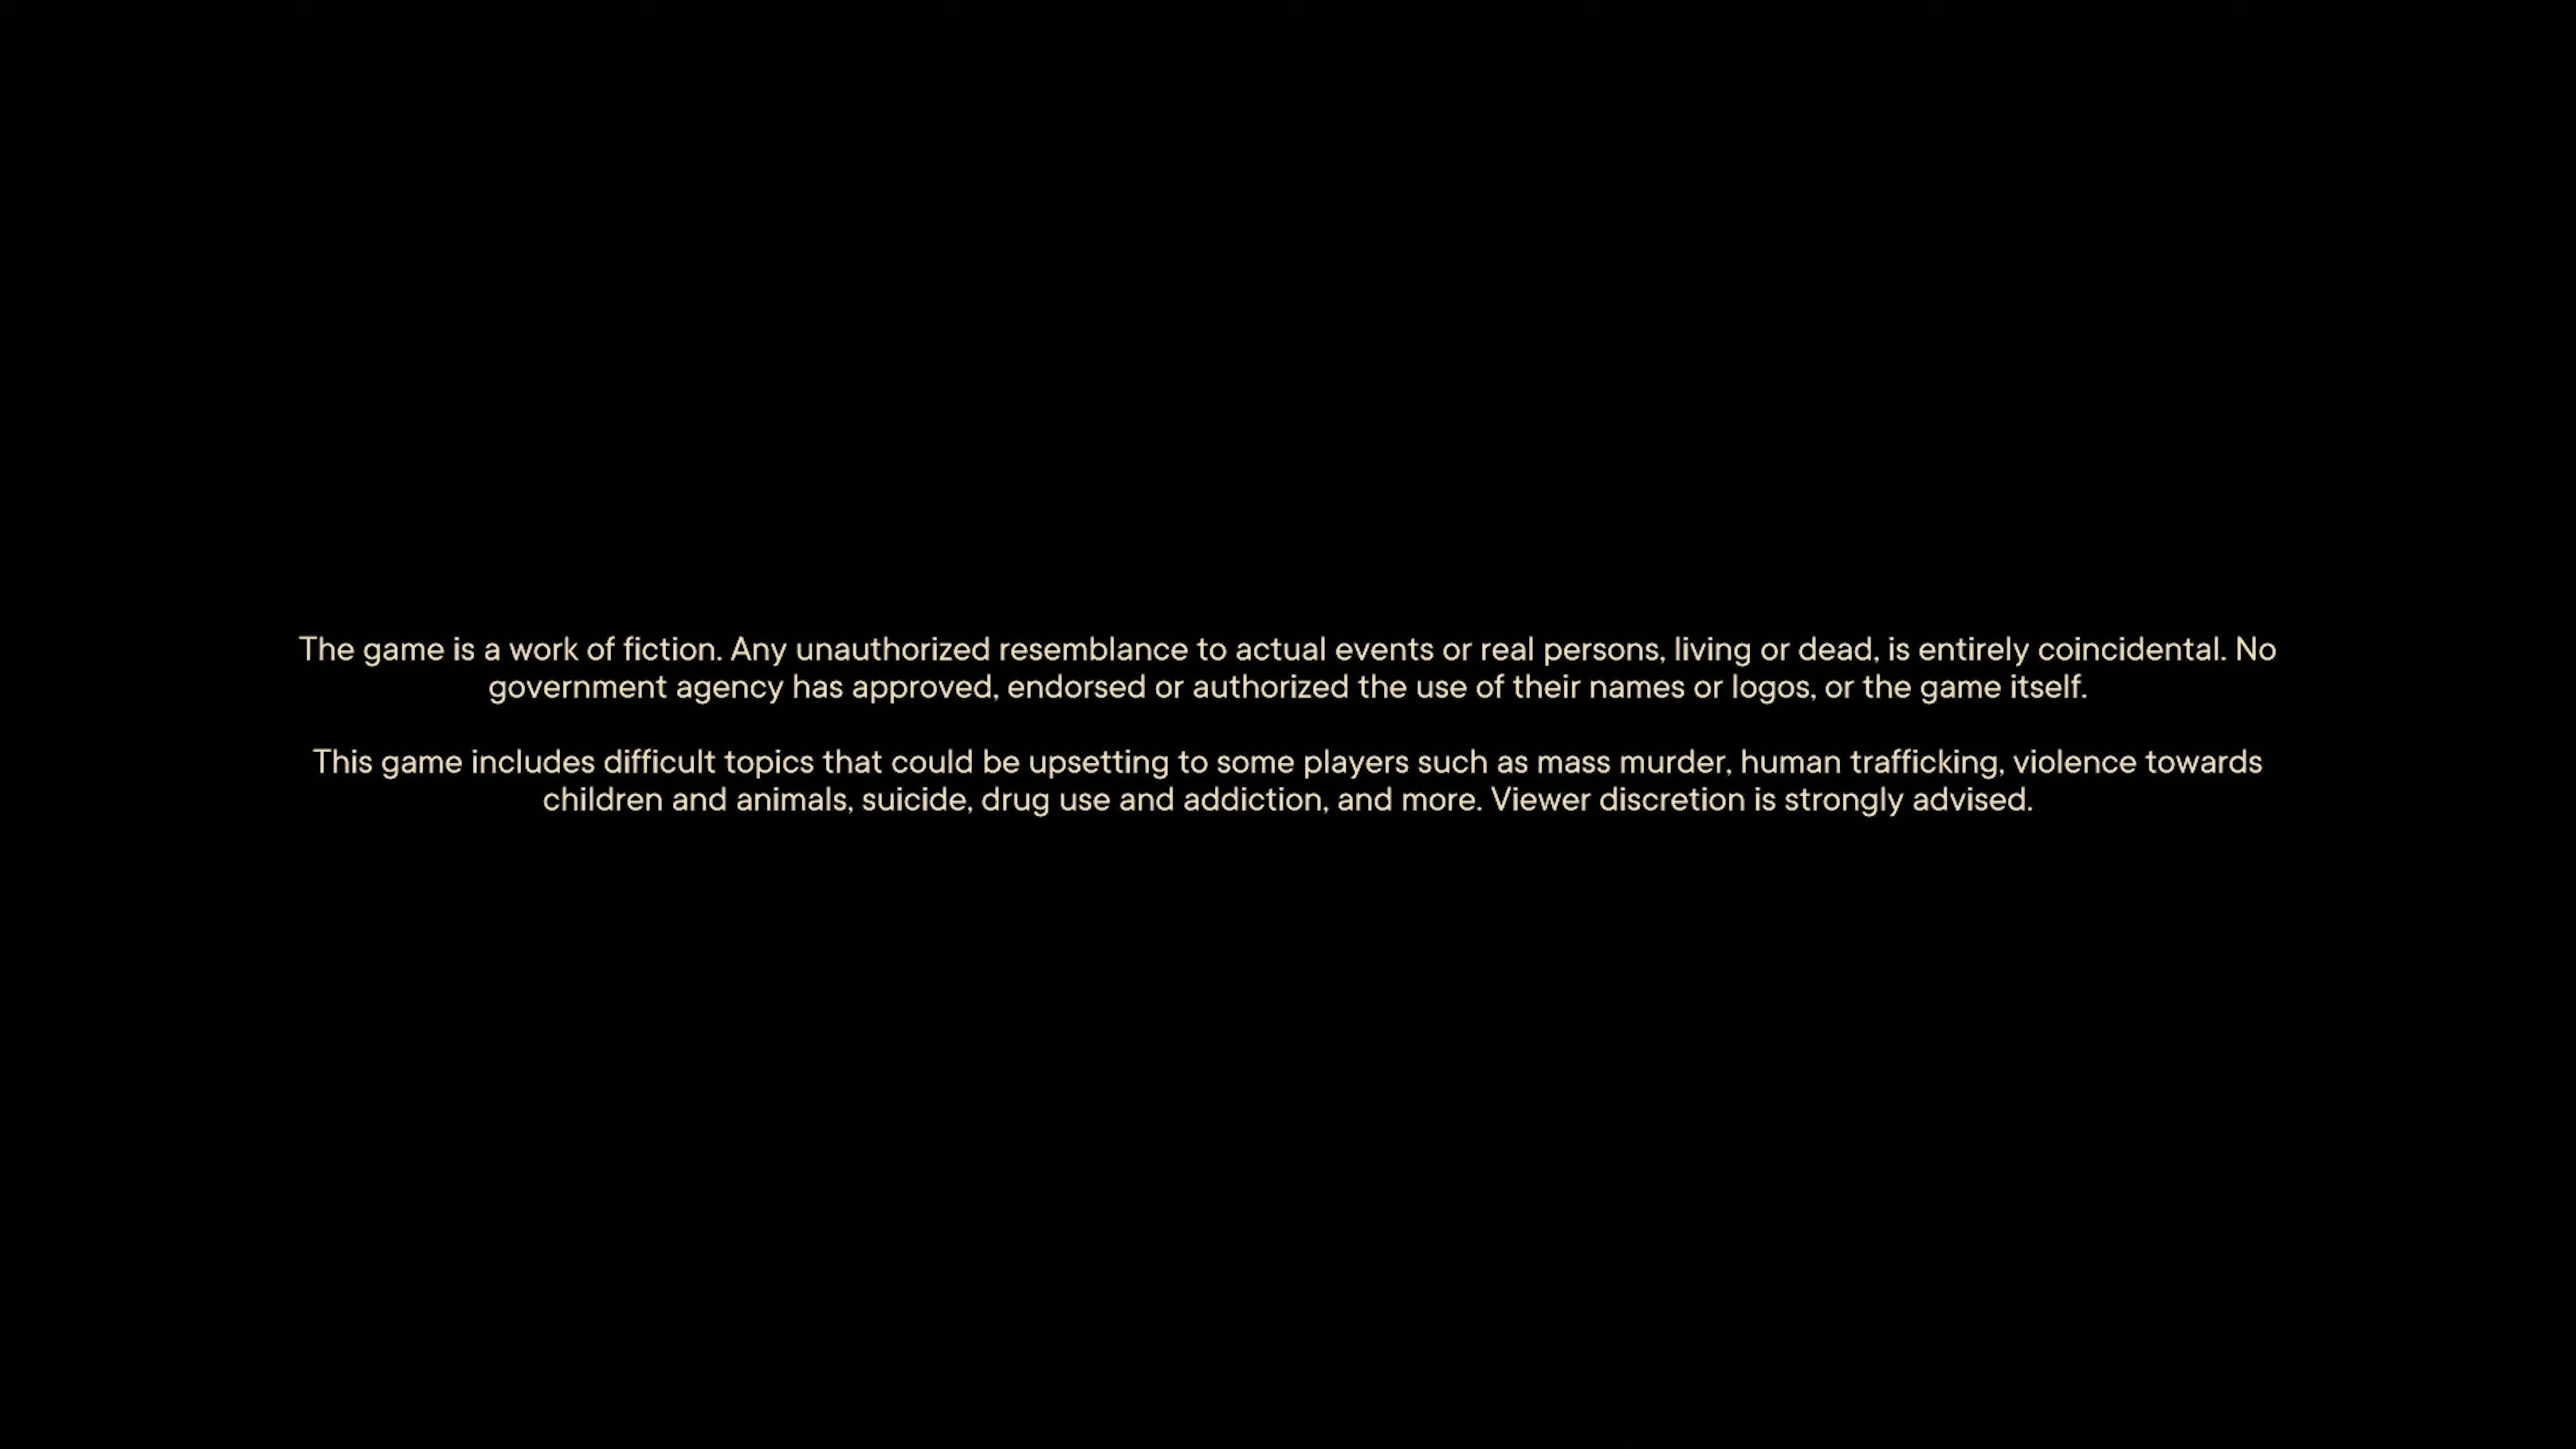 The game is a work of fiction. Any unauthorized resemblance to actual events or real persons, living or dead, is entirely coincidental. No
government agency has approved, endorsed or authorized the use of their names or logos, or the game itself.
This game includes difficult topics that could be upsetting to some players such as mass murder, human trafficking, violence towards
children and animals, suicide, drug use and addiction, and more. Viewer discretion is strongly advised.